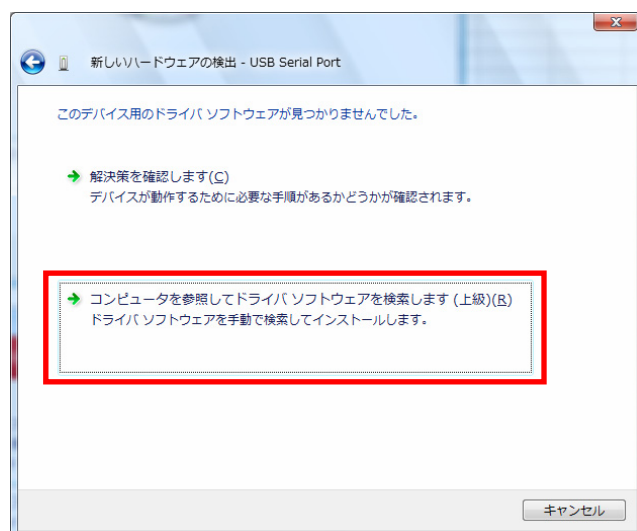 新しいハードウェアの検出 - USB Serial Port
このデバイス用のドライバ ソフトウェアが見つかりませんでした。
解決策を確認します(C)
デバイスが動作するために必要な手順があるかどうかが確認されます。
コンピュータを参照してドライバ ソフトウェアを検索します (上級)(R)
ドライバ ソフトウェアを手動で検索してインストールします。
キャンセル